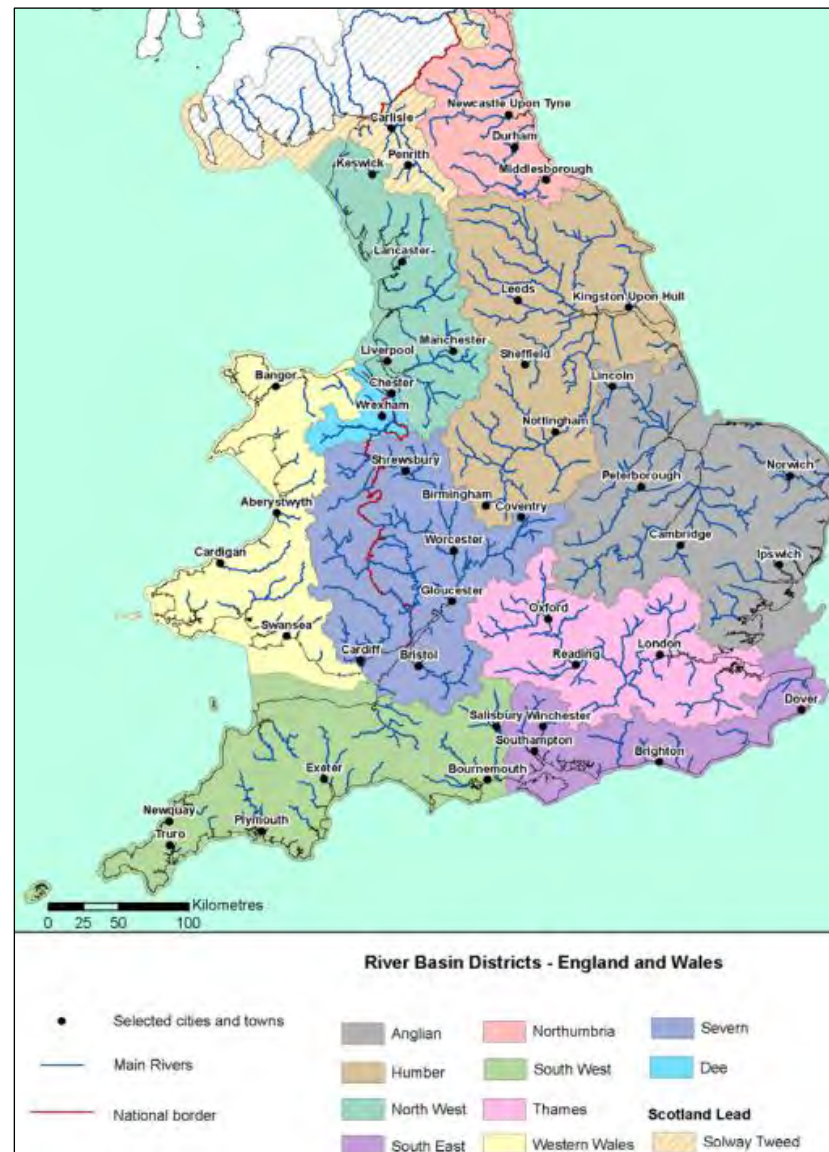 Newcastle Upon Tyne
Carlisle
Durham
Penrith
Keswick
Middlesborough
Lancaster
Leeds
Kingston Upon Hull
Manchester
Liverpool
Sheffield
Bangor
Chester
Lincoln
Wrexham
Nottingham
Shrewsbury
Norwich
Peterborough
Birmingham
Aberystwyth
Coventry
Cambridge
Worcester
Cardigan
Ipswich
Gloucester
Oxford
Swansea
London
Cardiff
Bristol
Reading
Dover
Salisbury Winchester
Southampton
Brighton
Exeter
Bournemouth
Newquay
Plymouth
Truro
Kilometres
0 25 50 100
River Basin Districts - England and Wales
Selected cities and towns
Main Rivers
National border
Anglian
Humber
North West
South East
Northumbria
South West
Thames
Western Wales
Severn
Dee
Scotland Lead
Solway Tweed